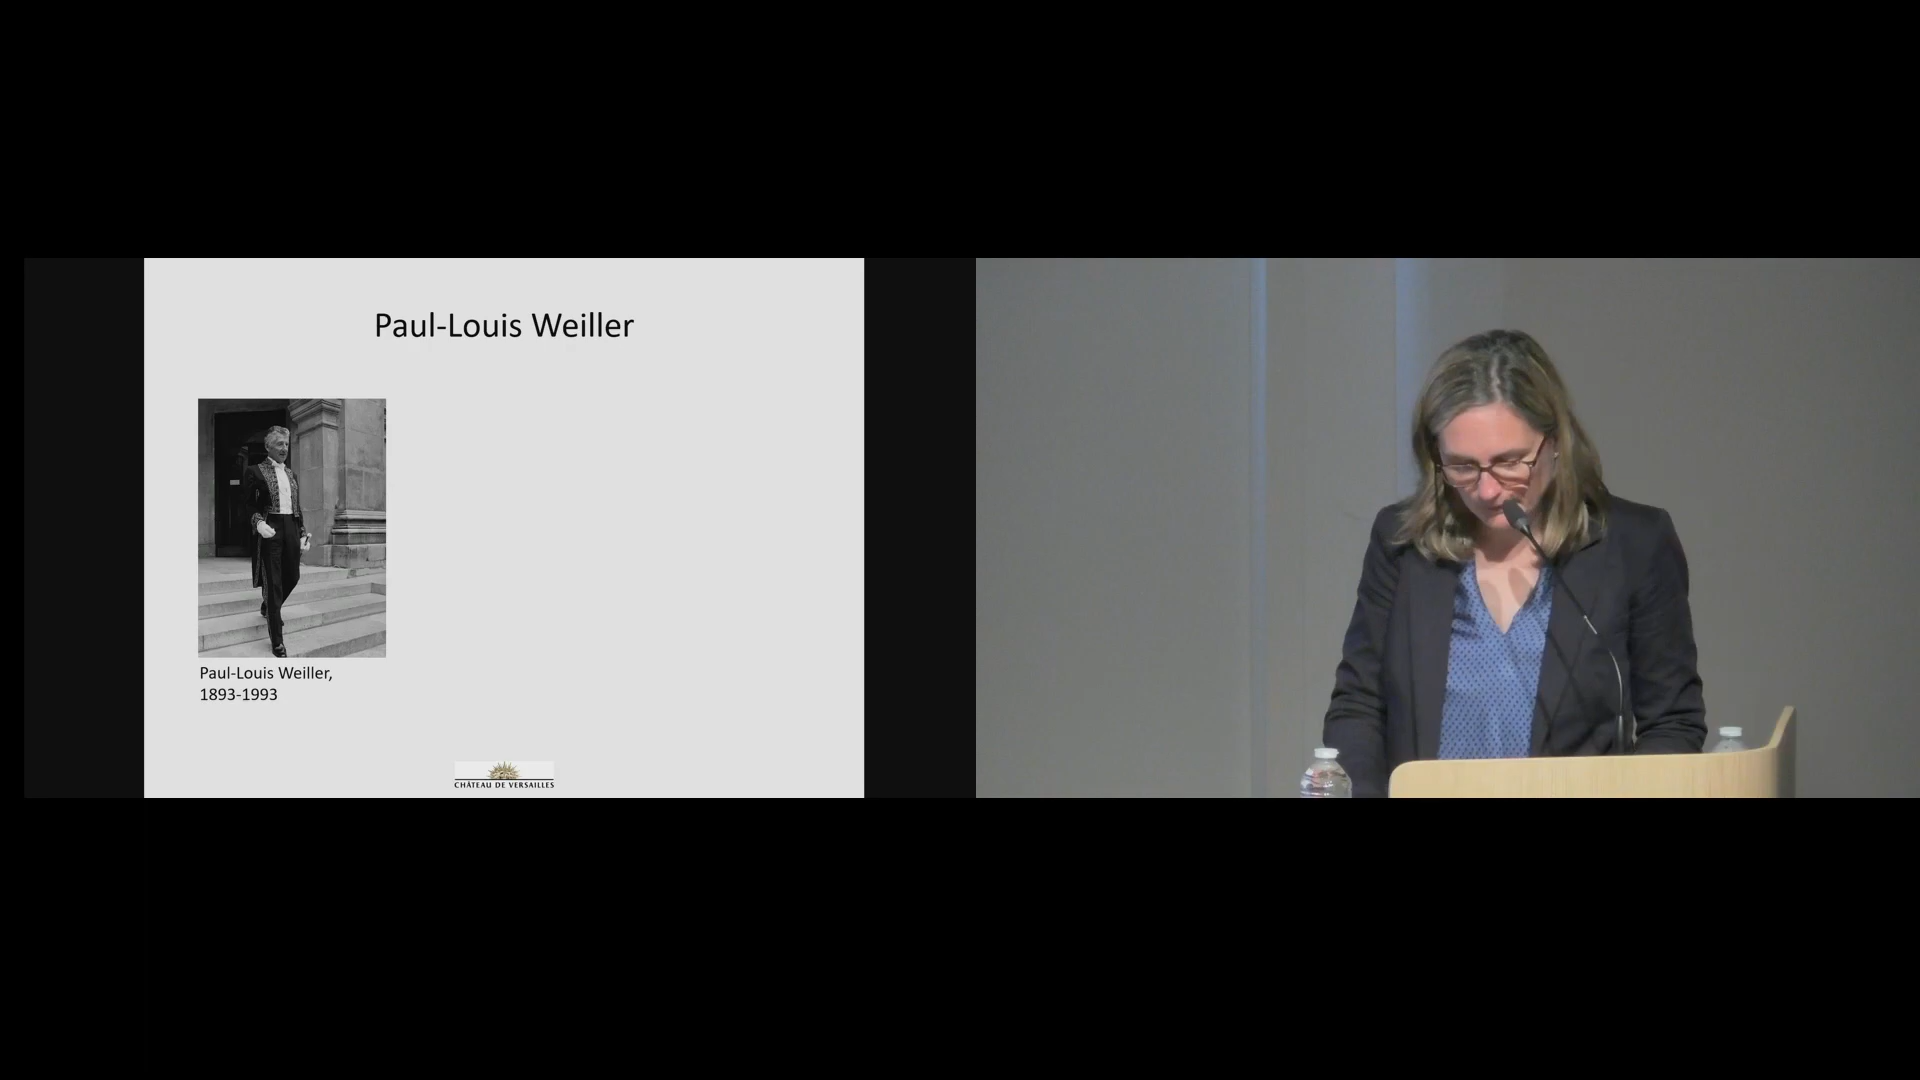 Paul-Louis Weiller
Paul-Louis Weiller,
1893-1993
CHÂTEAU DE VERSAILLES